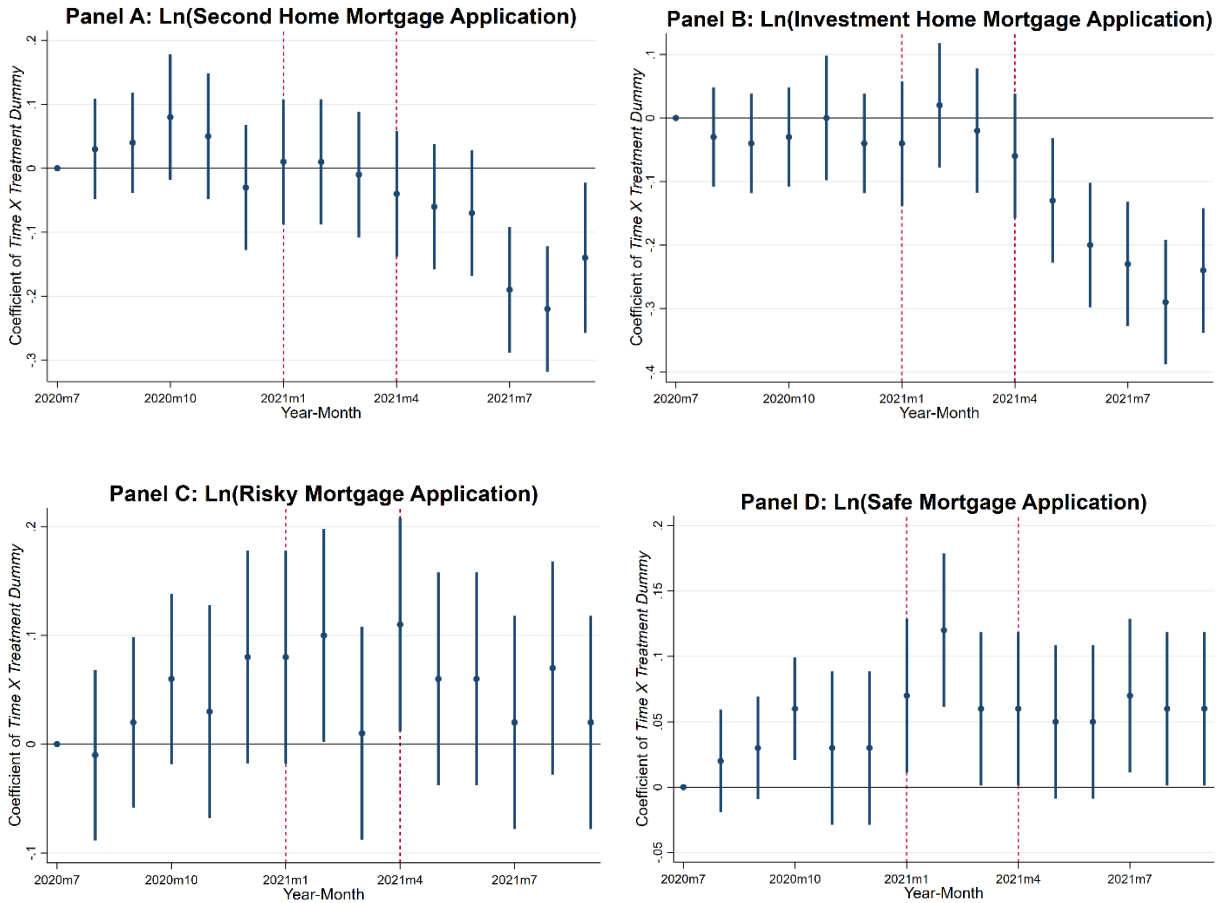 Panel A: Ln(Second Home Mortgage Application)
Coefficient of Time X Treatment Dummy
.2
.1
0
-.1
-.2
-.3
2020m7
2020m10
2021m1
2021m4
2021m7
Year-Month
Panel B: Ln(Investment Home Mortgage Application)
Coefficient of Time X Treatment Dummy
.1
0
-.1
-.2
-.3
-.4
2020m7
2020m10
2021m1
2021m4
2021m7
Year-Month
Panel C: Ln(Risky Mortgage Application)
Coefficient of Time X Treatment Dummy
.2
.1
0
-.1
2020m7
2020m10
2021m1
2021m4
2021m7
Year-Month
Panel D: Ln(Safe Mortgage Application)
Coefficient of Time X Treatment Dummy
.2
.15
.1
.05
0
-.05
2020m7
2020m10
2021m1
2021m4
2021m7
Year-Month